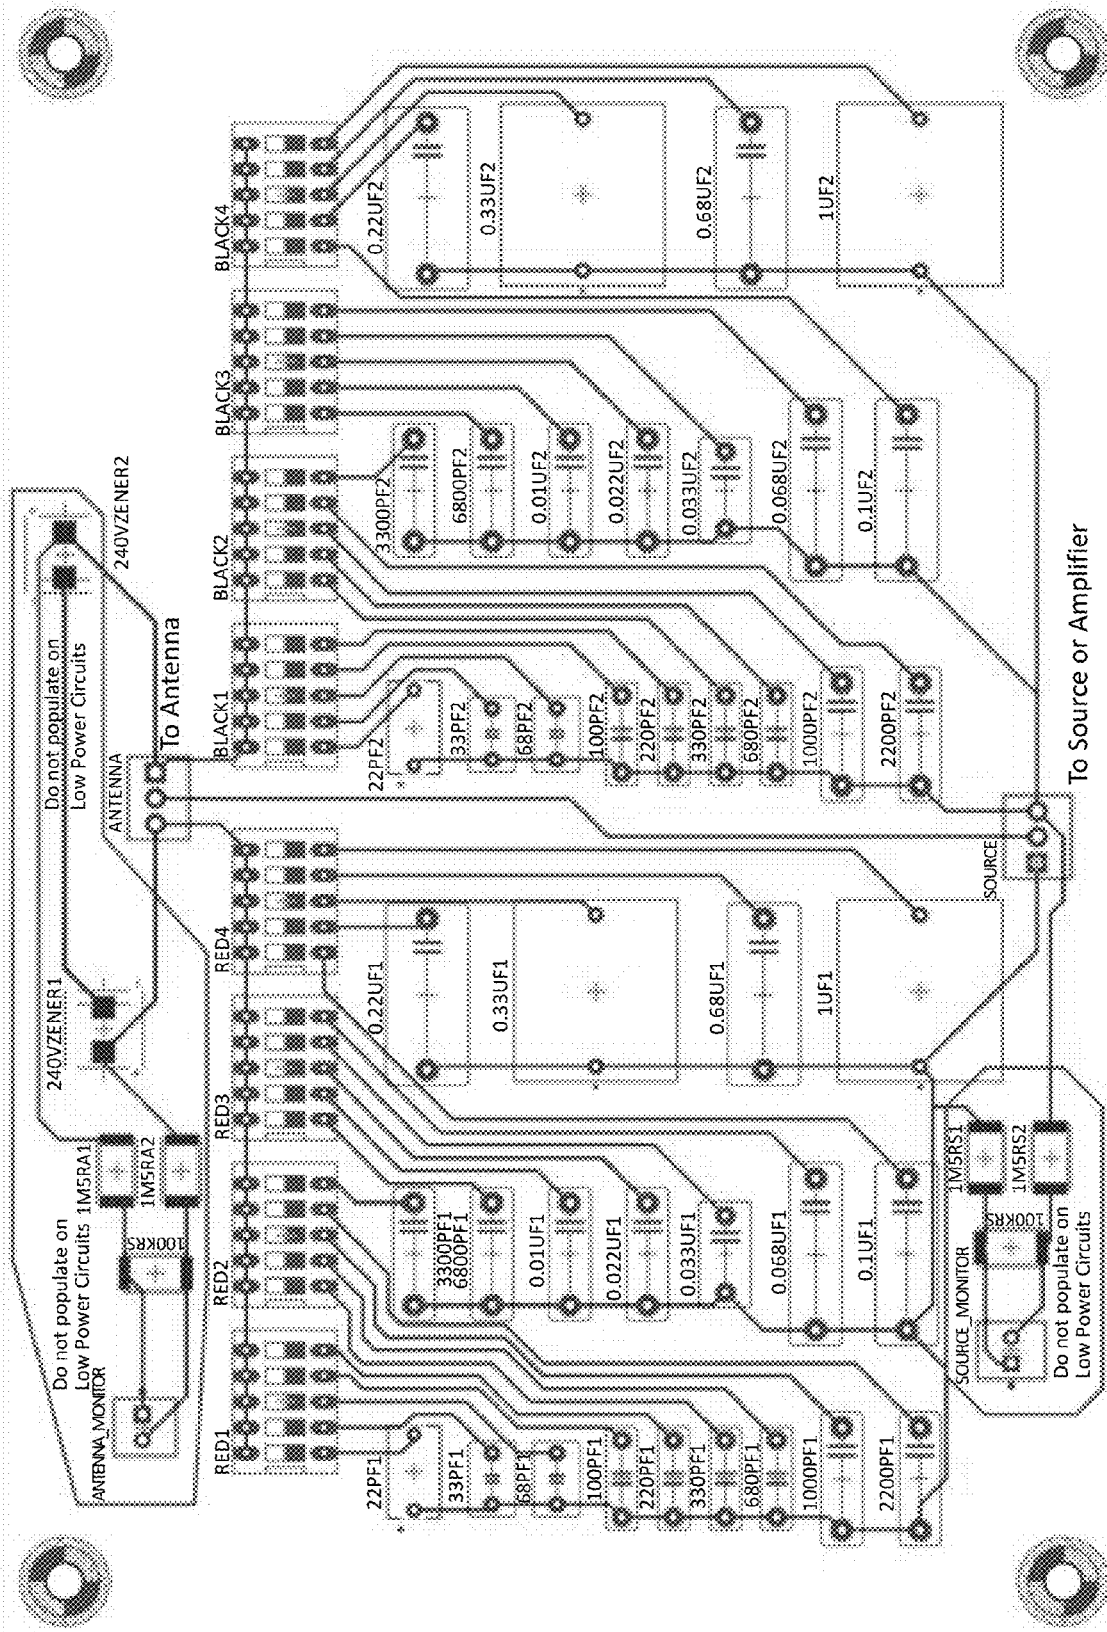 240VZENER2
Do not populate on
Low Power Circuits
To Antenna
ANTENNA
240VZENER1
1M5RA1
1M5RA2
100KRS
Do not populate on
Low Power Circuits
ANTENNA_MONITOR
BLACK4
BLACK3
BLACK2
BLACK1
RED4
RED3
RED2
RED1
0.22UF2
0.33UF2
0.68UF2
1UF2
3300PF2
6800PF2
0.01UF2
0.022UF2
0.033UF2
0.068UF2
0.1UF2
22PF2
33PF2
68PF2
100PF2
220PF2
330PF2
680PF2
1000PF2
2200PF2
0.22UF1
0.33UF1
0.68UF1
1UF1
3300PF1
6800PF1
0.01UF1
0.022UF1
0.033UF1
0.068UF1
0.1UF1
22PF1
33PF1
68PF1
100PF1
220PF1
330PF1
680PF1
1000PF1
2200PF1
To Source or Amplifier
SOURCE
1M5RS1
1M5RS2
100KRS
SOURCE_MONITOR
Do not populate on
Low Power Circuits